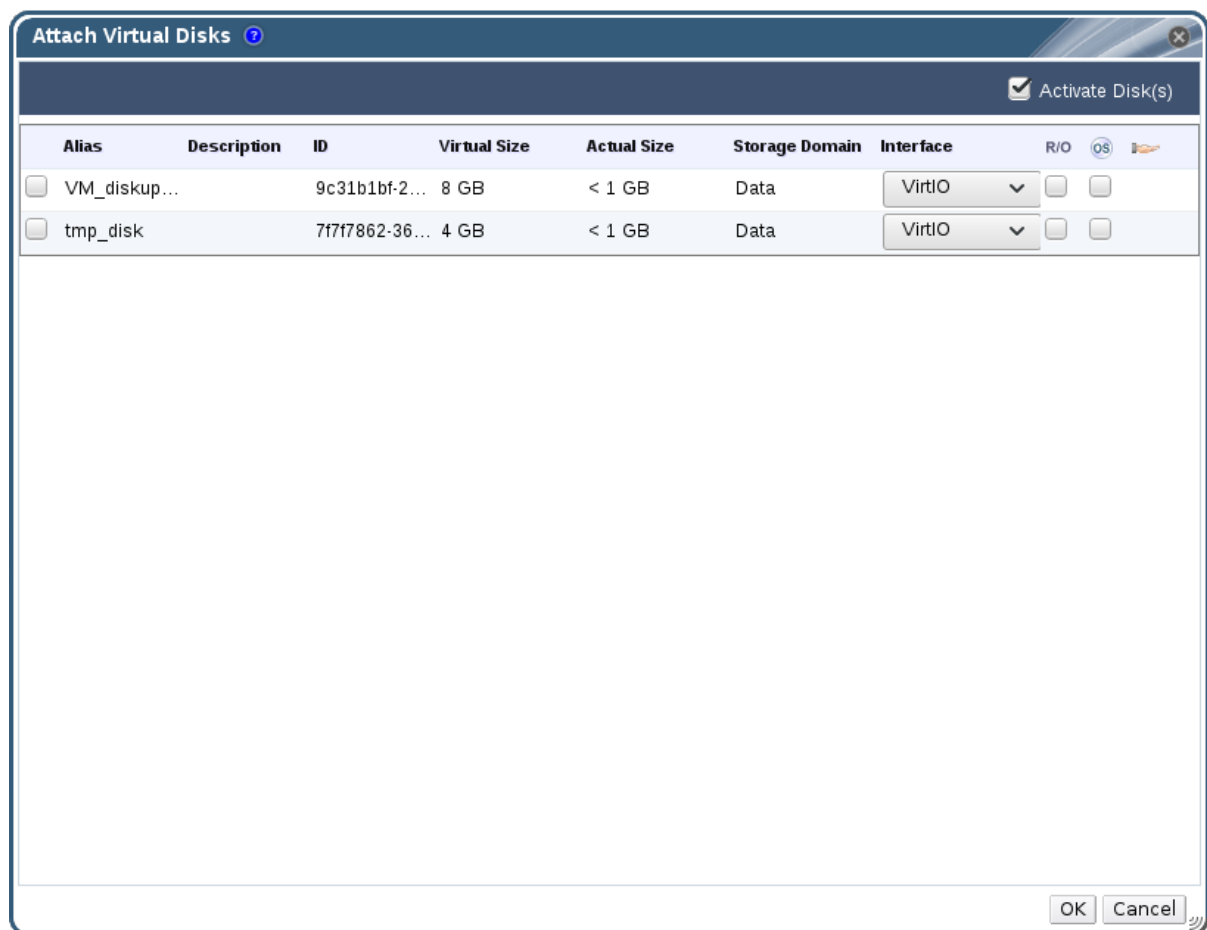 Attach Virtual Disks ?
Activate Disk(s)
Alias Description ID Virtual Size Actual Size Storage Domain Interface R/O OS
VM_diskup... 9c31b1bf-2... 8 GB < 1 GB Data VirtIO
tmp_disk 7f7f7862-36... 4 GB < 1 GB Data VirtIO
OK Cancel